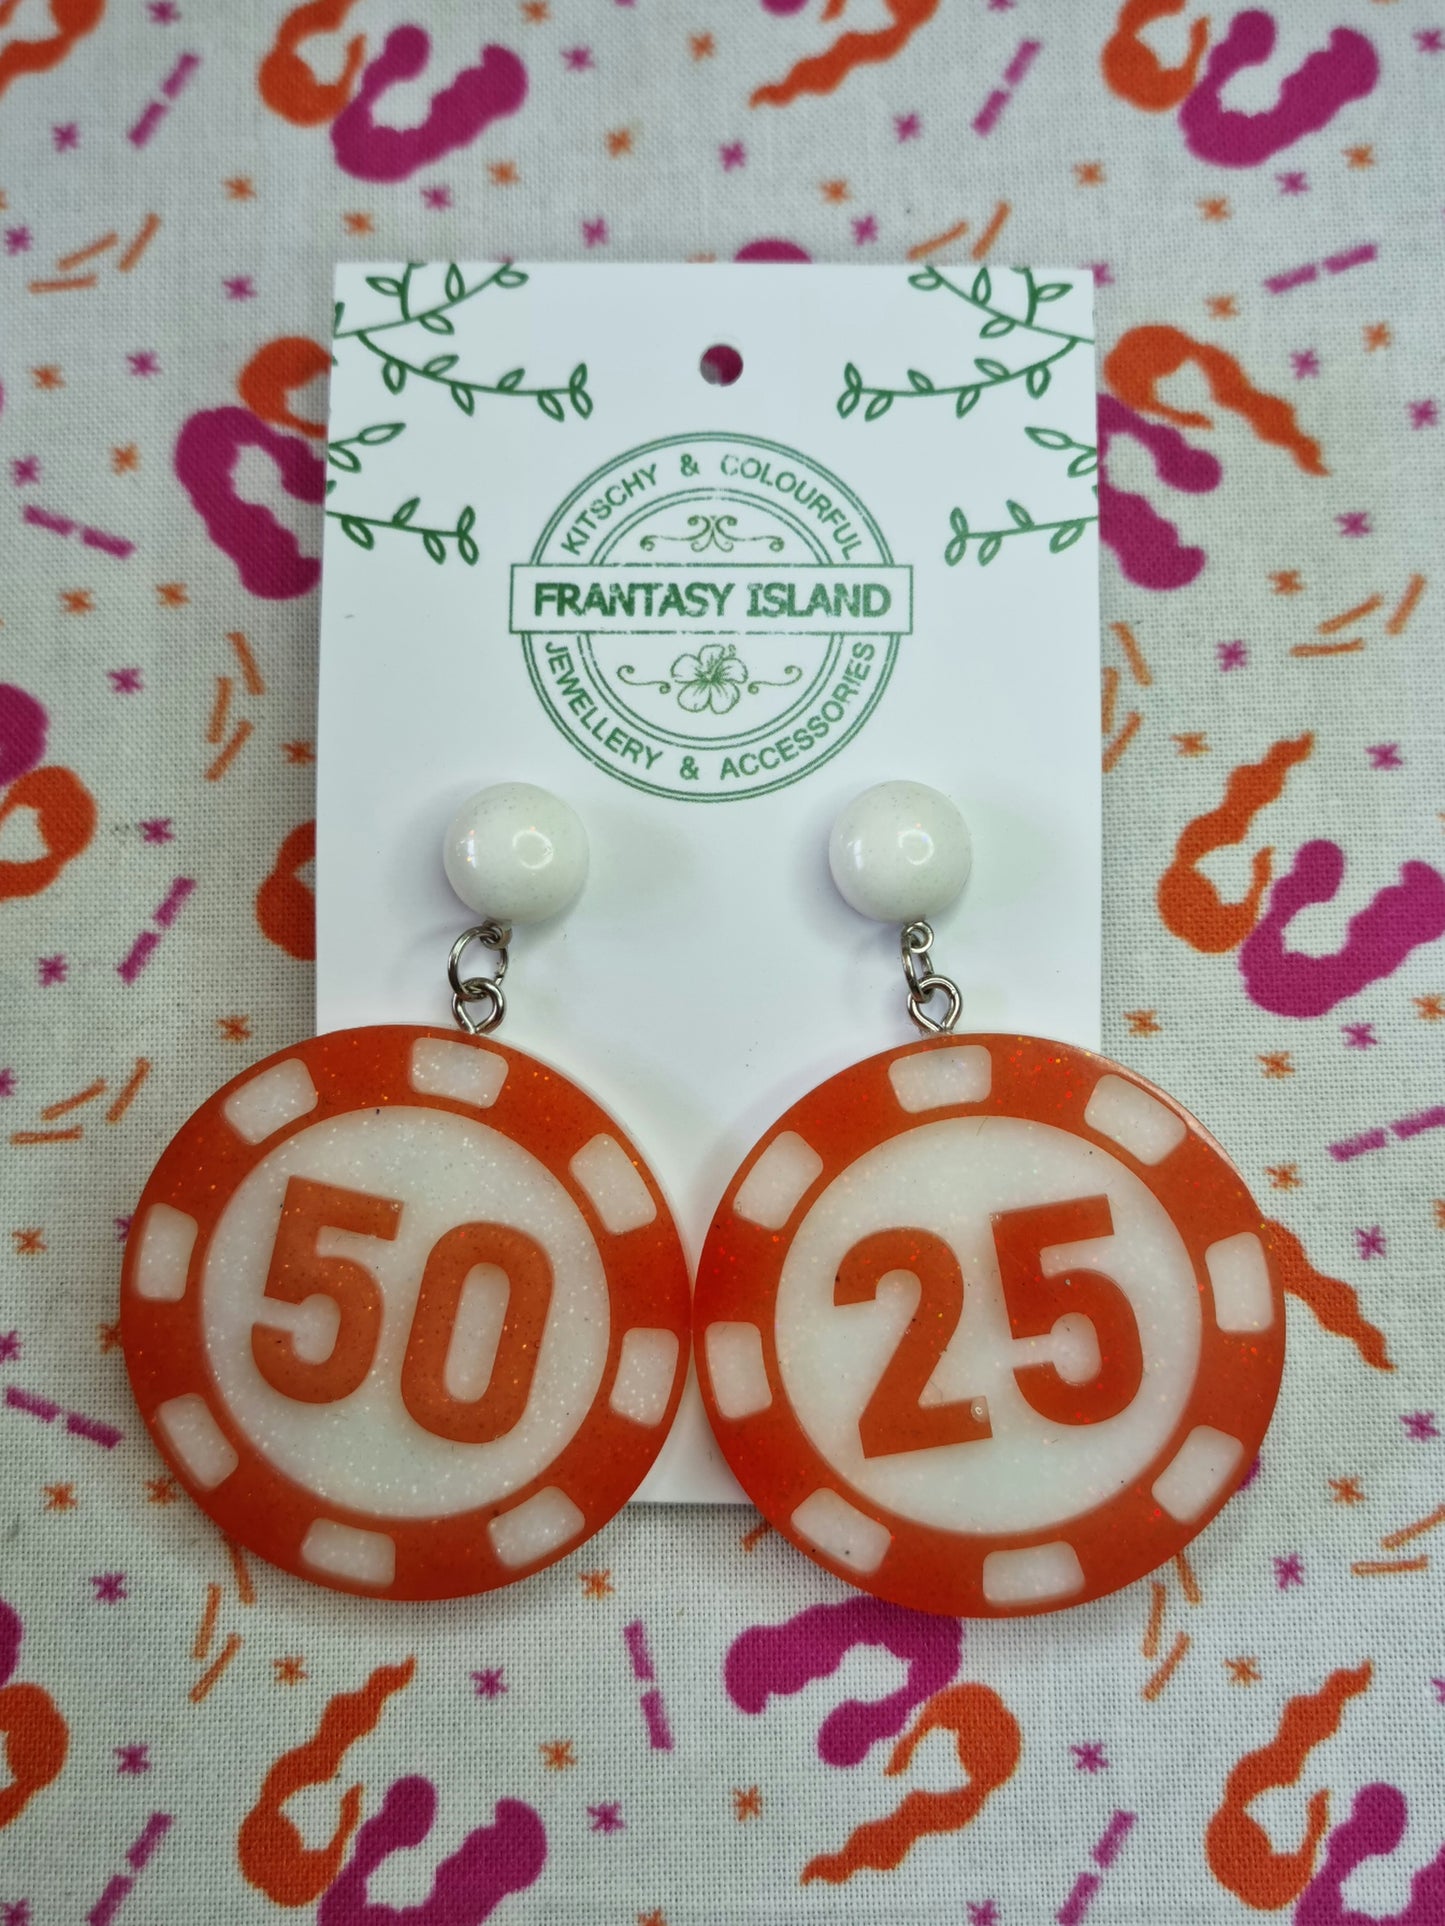 KITSCHY & COLOURFUL
FRANTASY ISLAND
JEWELLERY & ACCESSORIES
50
25